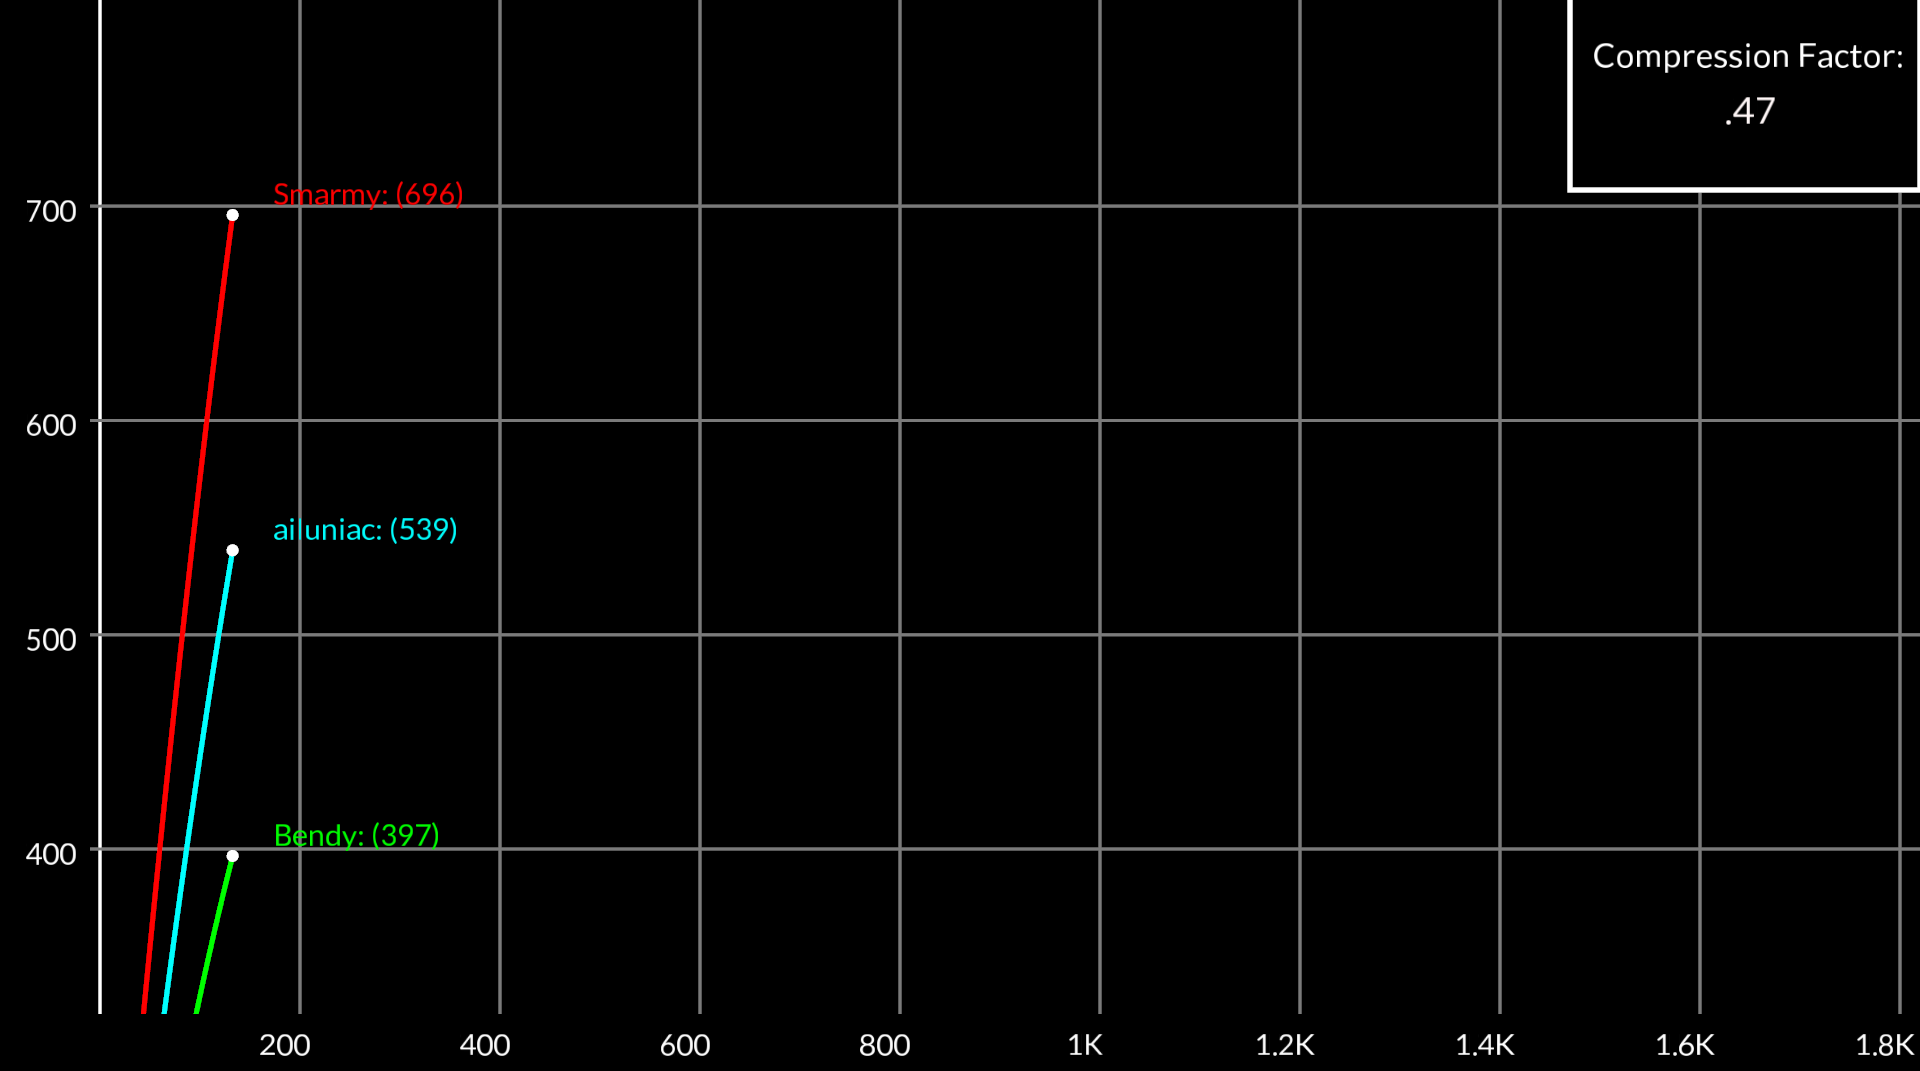 Compression Factor:
.47
Smarmy: (696)
700
600
ailuniac: (539)
500
Bendy: (397)
400
200 400 600 800 1K 1.2K 1.4K 1.6K 1.8K